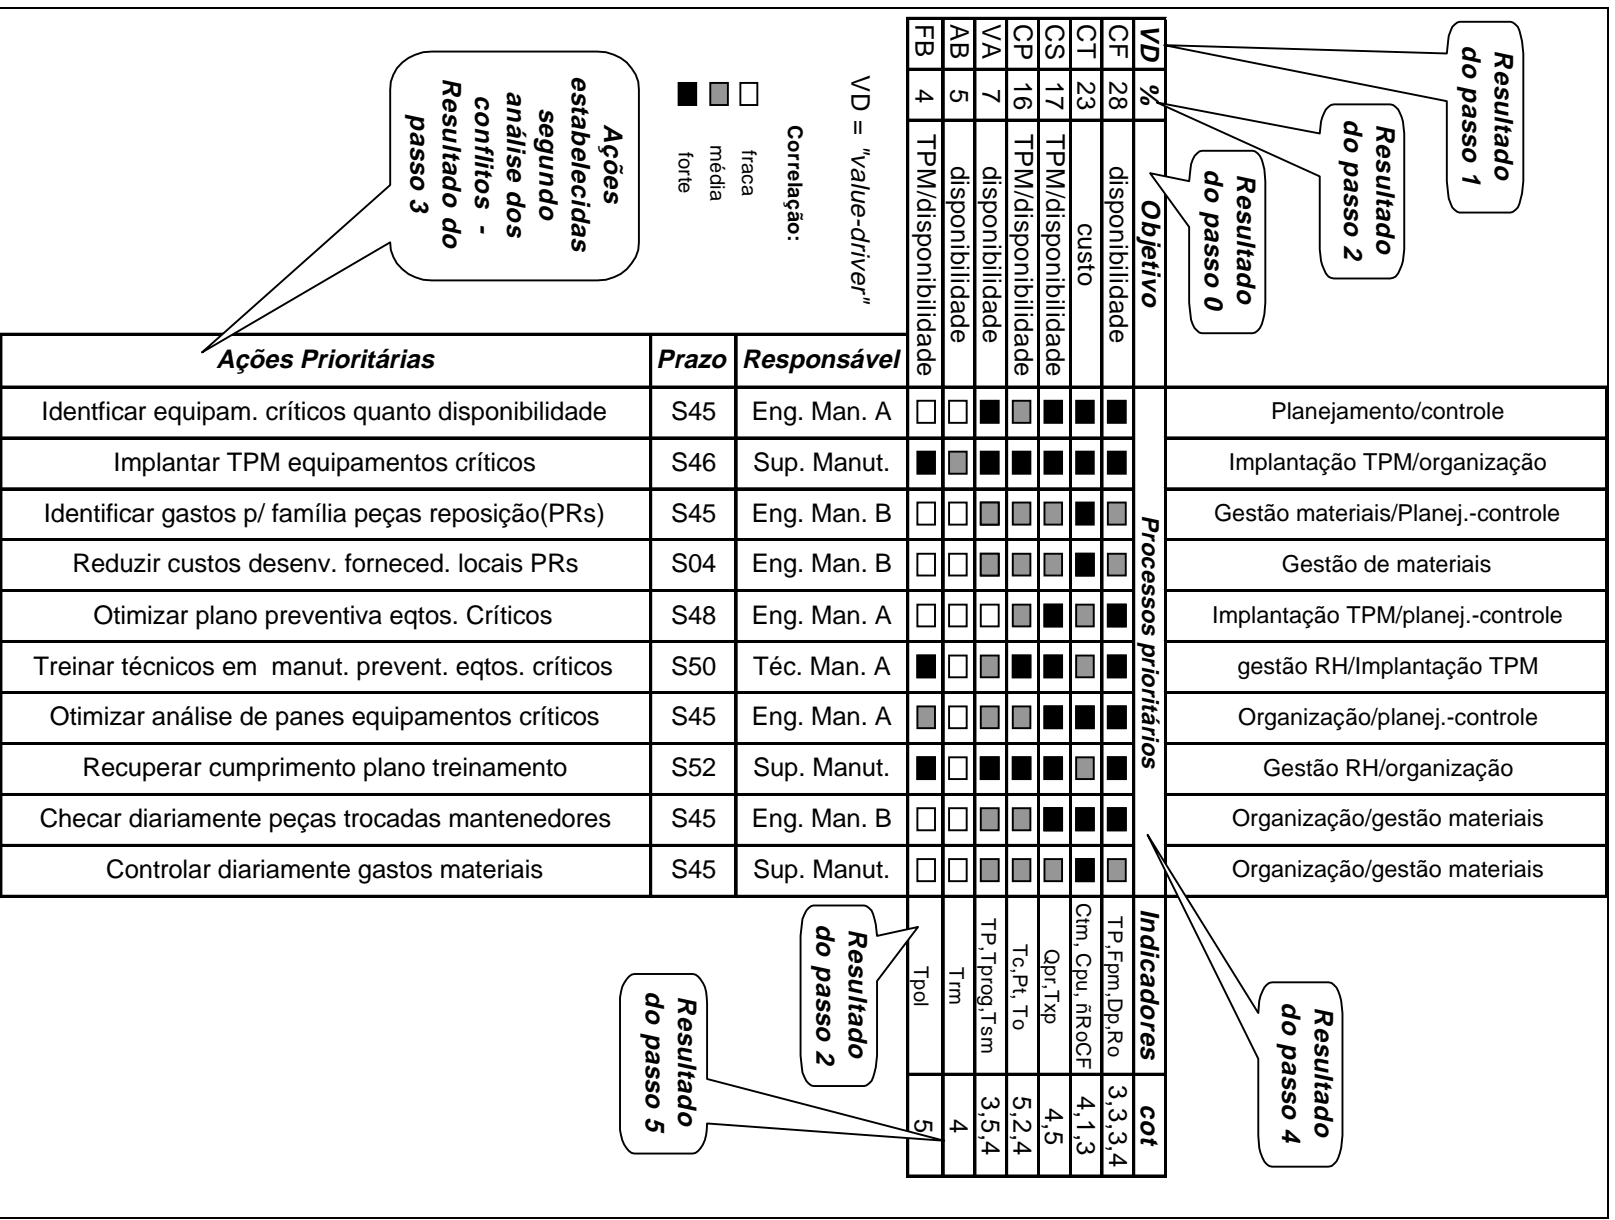 Resultado
do passo 1
Resultado
do passo 2
Resultado
do passo 0
VD % Objetivo Processos prioritários Indicadores cot
CF 28 disponibilidade TP,Fpm,Dp,Ro 3,3,3,4
CT 23 custo Ctm, Cpu, ñRoCF 4,1,3
CS 17 TPM/disponibilidade Qpr,Txp 4,5
CP 16 TPM/disponibilidade Tc,Pt, To 5,2,4
VA 7 disponibilidade TP,Tprog,Tsm 3,5,4
AB 5 disponibilidade Trm 4
FB 4 TPM/disponibilidade Tpol 5
VD = "value-driver"
Correlação:
fraca
média
forte
Ações
estabelecidas
segundo
análise dos
conflitos -
Resultado do
passo 3
Ações Prioritárias Prazo Responsável
Identficar equipam. críticos quanto disponibilidade S45 Eng. Man. A Planejamento/controle
Implantar TPM equipamentos críticos S46 Sup. Manut. Implantação TPM/organização
Identificar gastos p/ família peças reposição(PRs) S45 Eng. Man. B Gestão materiais/Planej.-controle
Reduzir custos desenv. forneced. locais PRs S04 Eng. Man. B Gestão de materiais
Otimizar plano preventiva eqtos. Críticos S48 Eng. Man. A Implantação TPM/planej.-controle
Treinar técnicos em manut. prevent. eqtos. críticos S50 Téc. Man. A gestão RH/Implantação TPM
Otimizar análise de panes equipamentos críticos S45 Eng. Man. A Organização/planej.-controle
Recuperar cumprimento plano treinamento S52 Sup. Manut. Gestão RH/organização
Checar diariamente peças trocadas mantenedores S45 Eng. Man. B Organização/gestão materiais
Controlar diariamente gastos materiais S45 Sup. Manut. Organização/gestão materiais
Resultado
do passo 2
Resultado
do passo 5
Resultado
do passo 4